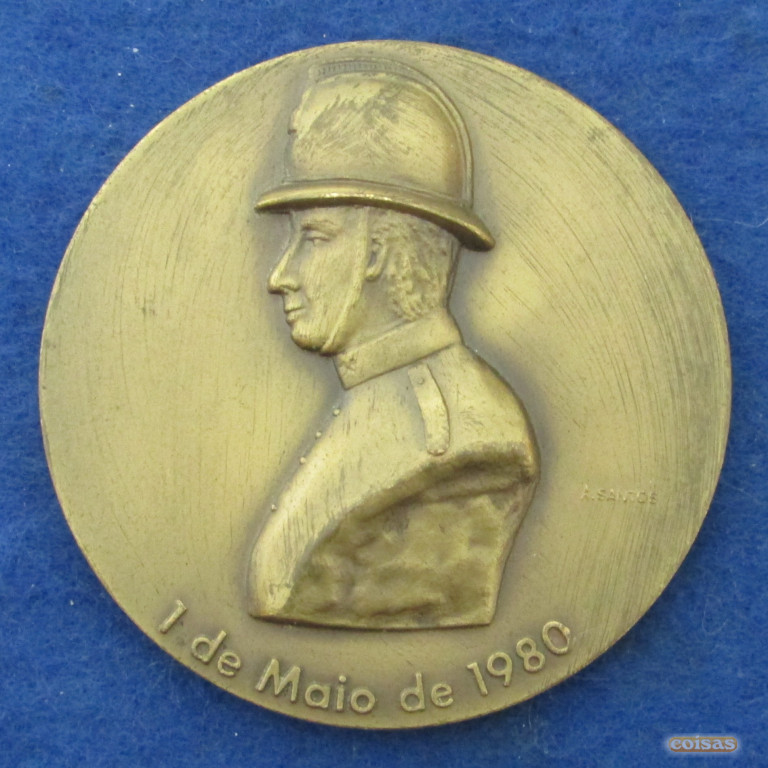 A. SANTOS
1 de Maio de 1980
coisas